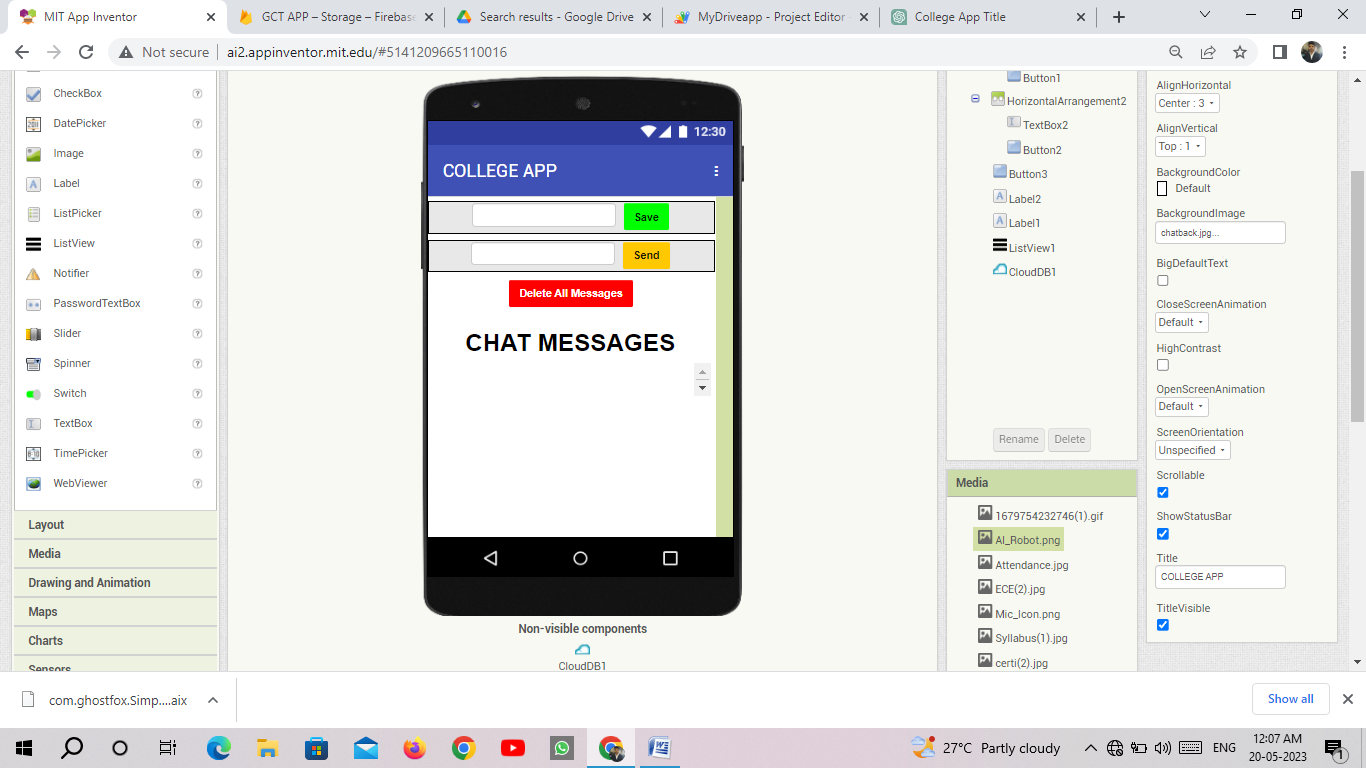 MIT App Inventor
GCT APP – Storage – Firebase
Search results - Google Drive
MyDriveapp - Project Editor -
College App Title
Not secure
ai2.appinventor.mit.edu/#5141209665110016
CheckBox
DatePicker
Image
Label
ListPicker
ListView
Notifier
PasswordTextBox
Slider
Spinner
Switch
TextBox
TimePicker
WebViewer
Layout
Media
Drawing and Animation
Maps
Charts
Sensors
12:30
COLLEGE APP
Save
Send
Delete All Messages
CHAT MESSAGES
Non-visible components
CloudDB1
Button1
HorizontalArrangement2
TextBox2
Button2
Button3
Label2
Label1
ListView1
CloudDB1
Rename
Delete
Media
1679754232746(1).gif
AI_Robot.png
Attendance.jpg
ECE(2).jpg
Mic_Icon.png
Syllabus(1).jpg
certi(2).jpg
AlignHorizontal
Center : 3
AlignVertical
Top : 1
BackgroundColor
Default
BackgroundImage
chatback.jpg...
BigDefaultText
CloseScreenAnimation
Default
HighContrast
OpenScreenAnimation
Default
ScreenOrientation
Unspecified
Scrollable
ShowStatusBar
Title
COLLEGE APP
TitleVisible
com.ghostfox.Simp....aix
Show all
27°C Partly cloudy
ENG
12:07 AM
20-05-2023
1